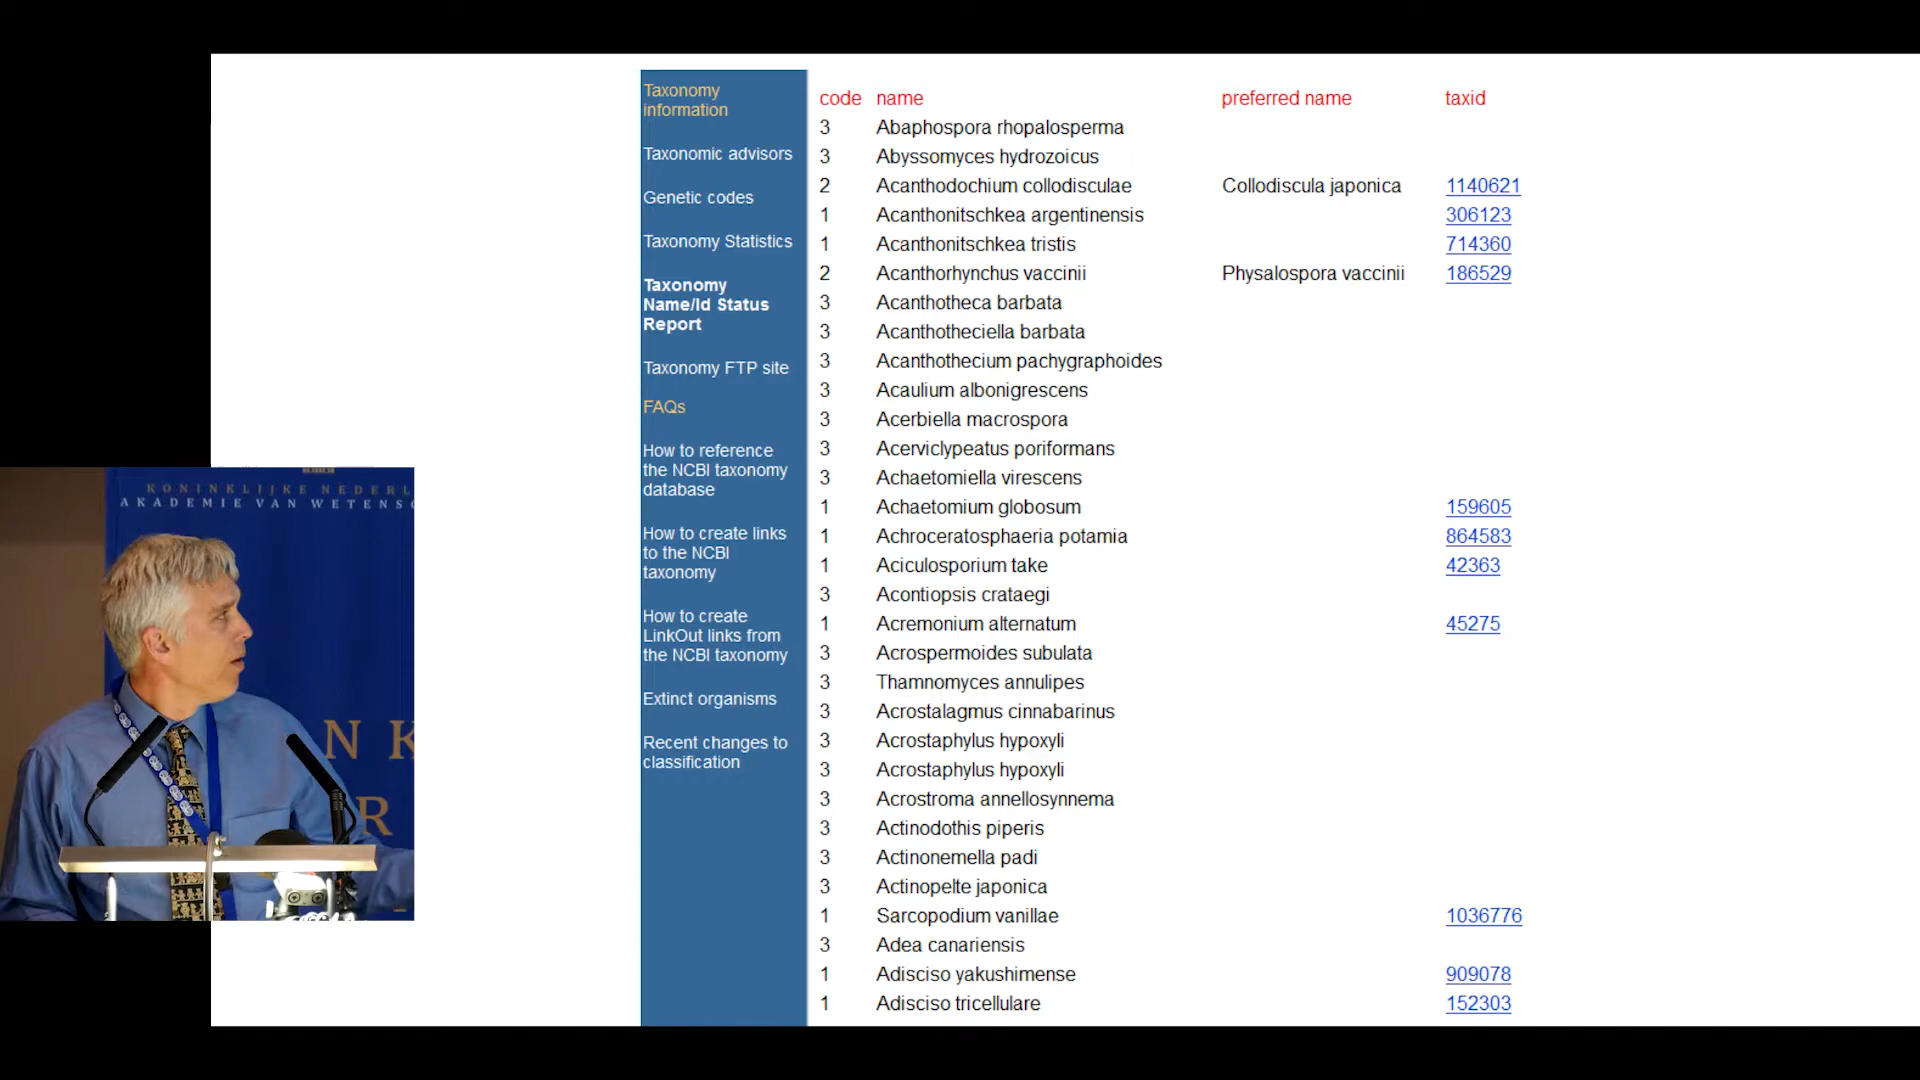 Taxonomy
information
Taxonomic advisors
Genetic codes
Taxonomy Statistics
Taxonomy
Name/Id Status
Report
Taxonomy FTP site
FAQs
How to reference
the NCBI taxonomy
database
How to create links
to the NCBI
taxonomy
How to create
LinkOut links from
the NCBI taxonomy
Extinct organisms
Recent changes to
classification
code name preferred name taxid
3 Abaphospora rhopalosperma
3 Abyssomyces hydrozoicus
2 Acanthodochium collodisculae Collodiscula japonica 1140621
1 Acanthonitschkea argentinensis 306123
1 Acanthonitschkea tristis 714360
2 Acanthorhynchus vaccinii Physalospora vaccinii 186529
3 Acanthotheca barbata
3 Acanthotheciella barbata
3 Acanthothecium pachygraphoides
3 Acaulium albonigrescens
3 Acerbiella macrospora
3 Acerviclypeatus poriformans
3 Achaetomiella virescens
1 Achaetomium globosum 159605
1 Achroceratosphaeria potamia 864583
1 Aciculosporium take 42363
3 Acontiopsis crataegi
1 Acremonium alternatum 45275
3 Acrospermoides subulata
3 Thamnomyces annulipes
3 Acrostalagmus cinnabarinus
3 Acrostaphylus hypoxyli
3 Acrostaphylus hypoxyli
3 Acrostroma annellosynnema
3 Actinodothis piperis
3 Actinonemella padi
3 Actinopelte japonica
1 Sarcopodium vanillae 1036776
3 Adea canariensis
1 Adisciso yakushimense 909078
1 Adisciso tricellulare 152303
KONINKLIJKE NEDERL
AKADEMIE VAN WETENSC
N K
R